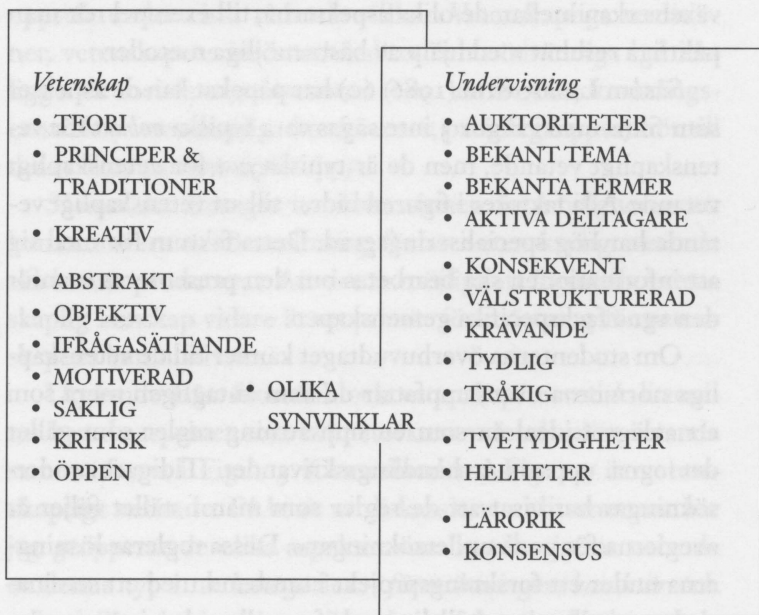 Vetenskap
• TEORI
• PRINCIPER &
TRADITIONER
• KREATIV
• ABSTRAKT
• OBJEKTIV
• IFRÅGASÄTTANDE
• MOTIVERAD
• SAKLIG
• KRITISK
• ÖPPEN
• OLIKA
SYNVINKLAR
Undervisning
• AUKTORITETER
• BEKANT TEMA
• BEKANTA TERMER
• AKTIVA DELTAGARE
• KONSEKVENT
• VÄLSTRUKTURERAD
• KRÄVANDE
• TYDLIG
• TRÅKIG
• TVETYDIGHETER
• HELHETER
• LÄRORIK
• KONSENSUS